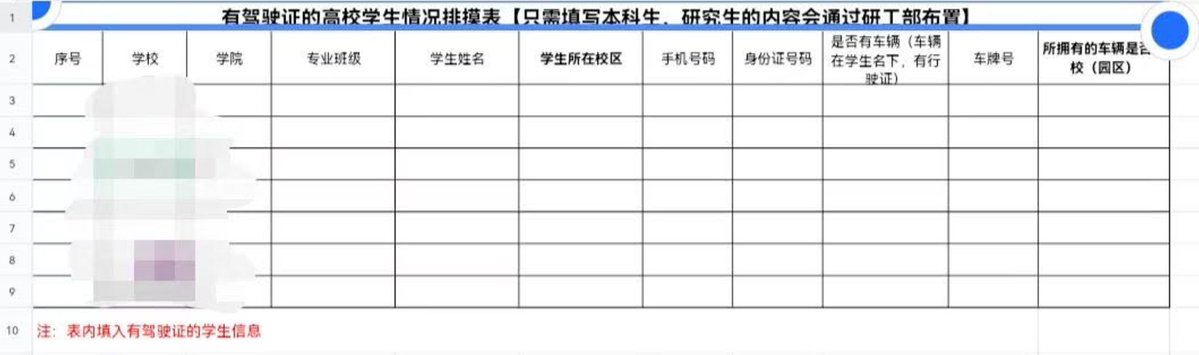 1
有驾驶证的高校学生情况排摸表【只需填写本科生，研究生的内容会通过研工部布置】
2
序号
学校
学院
专业班级
学生姓名
学生所在校区
手机号码
身份证号码
是否有车辆（车辆
在学生名下，有行
驶证）
车牌号
所拥有的车辆是否
校（园区）
3
4
5
6
7
8
9
10
注：表内填入有驾驶证的学生信息